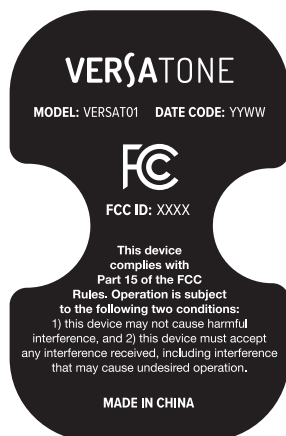 VERSATONE
MODEL: VERSAT01 DATE CODE: YYWW
FC
FCC ID: XXXX
This device
complies with
Part 15 of the FCC
Rules. Operation is subject
to the following two conditions:
1) this device may not cause harmful
interference, and 2) this device must accept
any interference received, including interference
that may cause undesired operation.
MADE IN CHINA